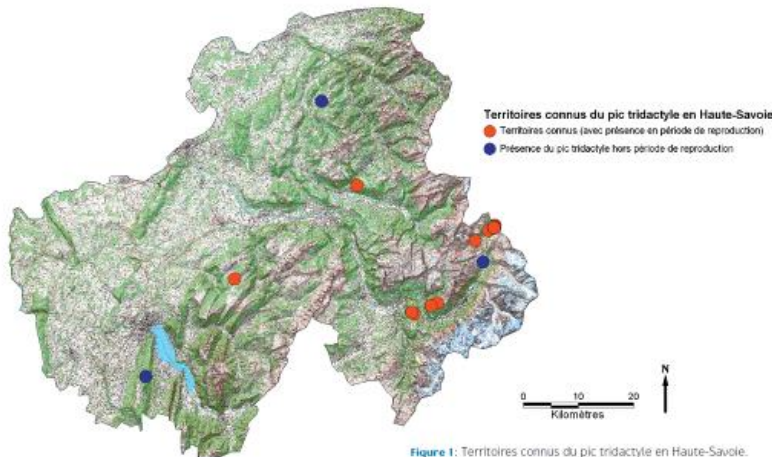 Territoires connus du pic tridactyle en Haute-Savoie
Territoires connus (avec présence en période de reproduction)
Présence du pic tridactyle hors période de reproduction
N
0 10 20
Kilomètres
Figure 1: Territoires connus du pic tridactyle en Haute-Savoie.